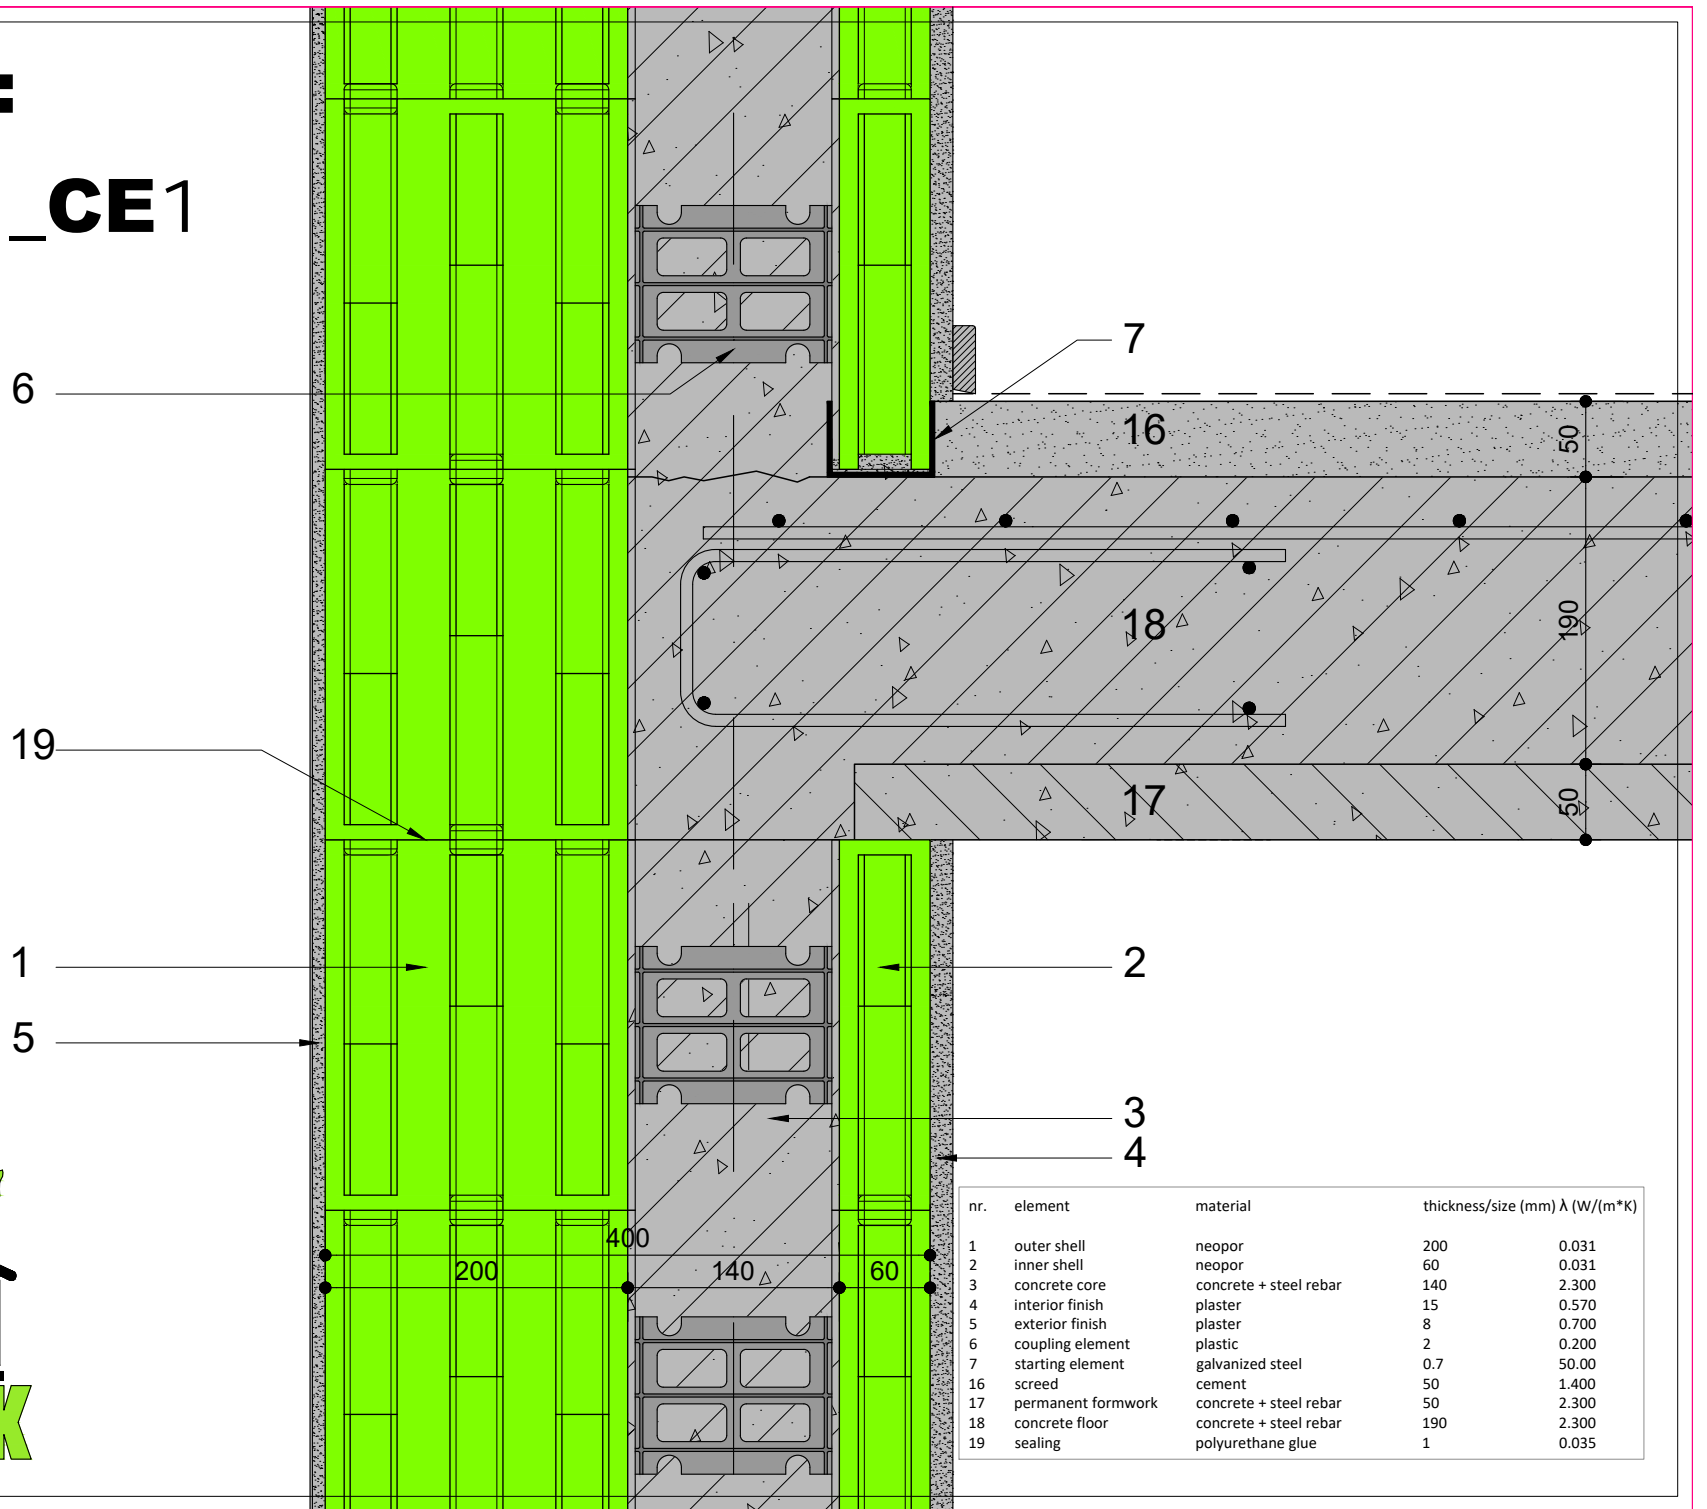 _CE1
6
7
16
50
18
190
19
17
50
1
2
5
3
4
400
200
140
60
nr. element material thickness/size (mm) λ (W/(m*K)
1 outer shell neopor 200 0.031
2 inner shell neopor 60 0.031
3 concrete core concrete + steel rebar 140 2.300
4 interior finish plaster 15 0.570
5 exterior finish plaster 8 0.700
6 coupling element plastic 2 0.200
7 starting element galvanized steel 0.7 50.00
16 screed cement 50 1.400
17 permanent formwork concrete + steel rebar 50 2.300
18 concrete floor concrete + steel rebar 190 2.300
19 sealing polyurethane glue 1 0.035
K